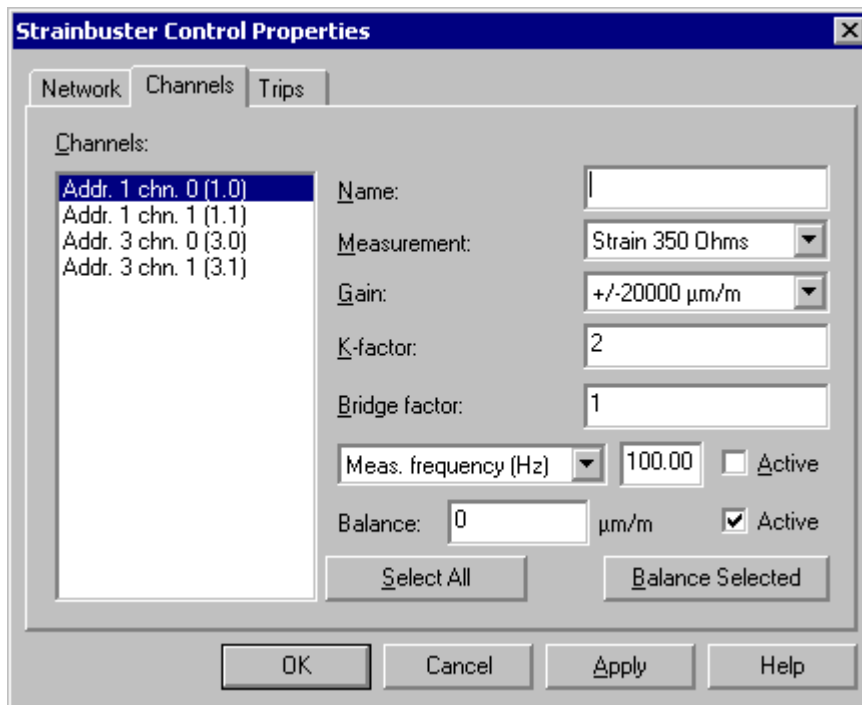 Strainbuster Control Properties
Network Channels Trips
Channels:
Addr. 1 chn. 0 (1.0)
Addr. 1 chn. 1 (1.1)
Addr. 3 chn. 0 (3.0)
Addr. 3 chn. 1 (3.1)
Name:
Measurement: Strain 350 Ohms
Gain: +/-20000 µm/m
K-factor: 2
Bridge factor: 1
Meas. frequency (Hz) 100.00 Active
Balance: 0 µm/m Active
Select All Balance Selected
OK Cancel Apply Help